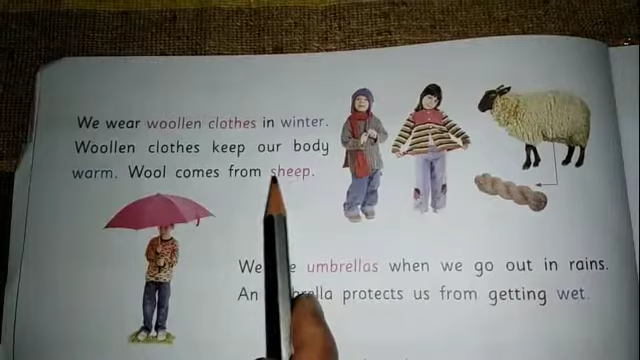 We wear woollen clothes in winter.
Woollen clothes keep our body
warm. Wool comes from sheep.
We umbrellas when we go out in rains.
An protects us from getting wet.